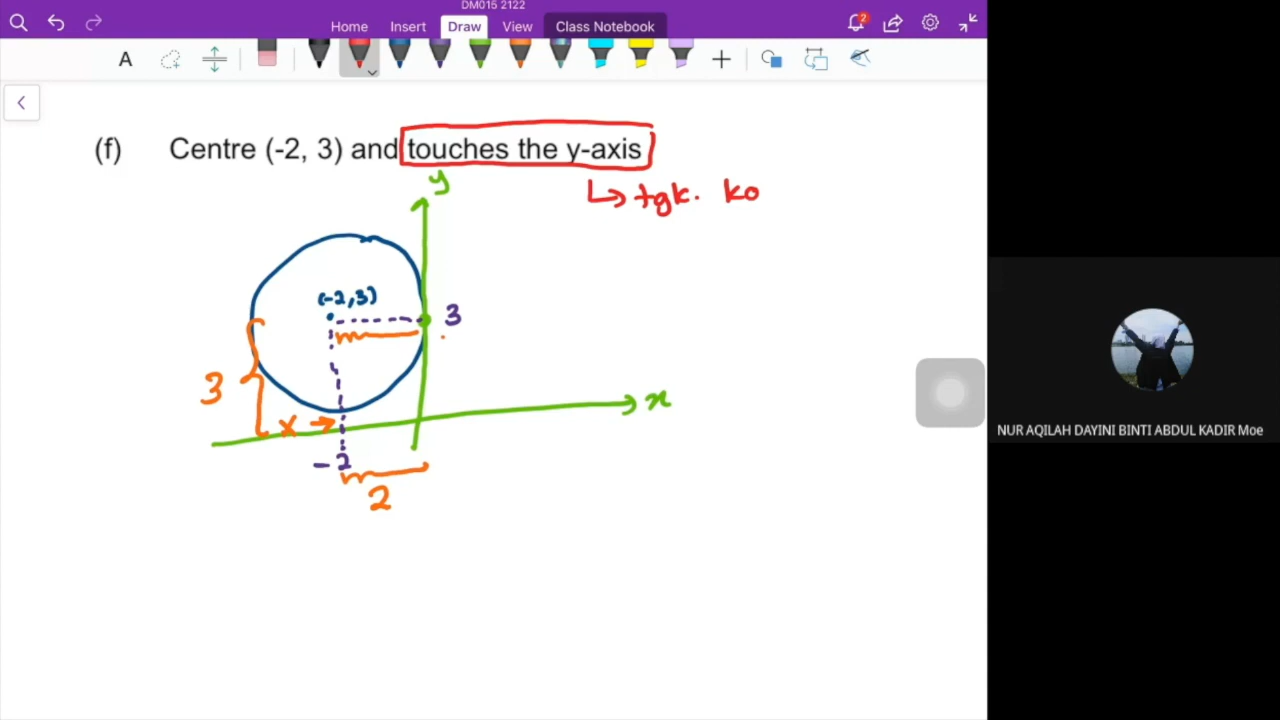 DM015 2122
Home Insert Draw View Class Notebook
2
A
(f) Centre (-2, 3) and touches the y-axis
y
↳ tgk. ko
(-2,3)
3
3
x
x →
-2
2
NUR AQILAH DAYINI BINTI ABDUL KADIR Moe